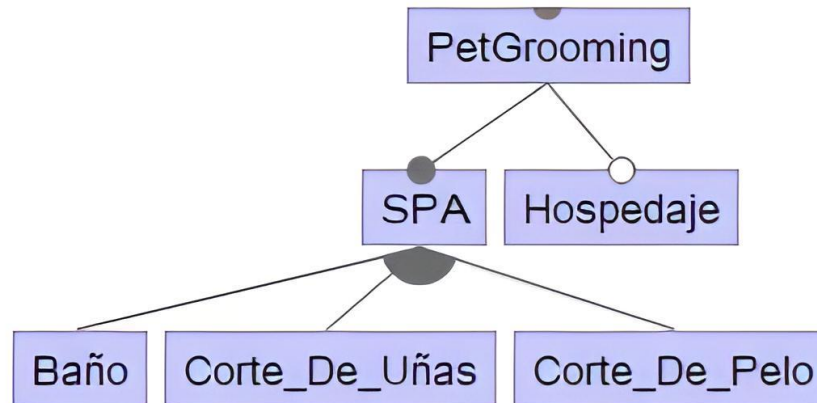 PetGrooming
SPA
Hospedaje
Baño
Corte_De_Uñas
Corte_De_Pelo